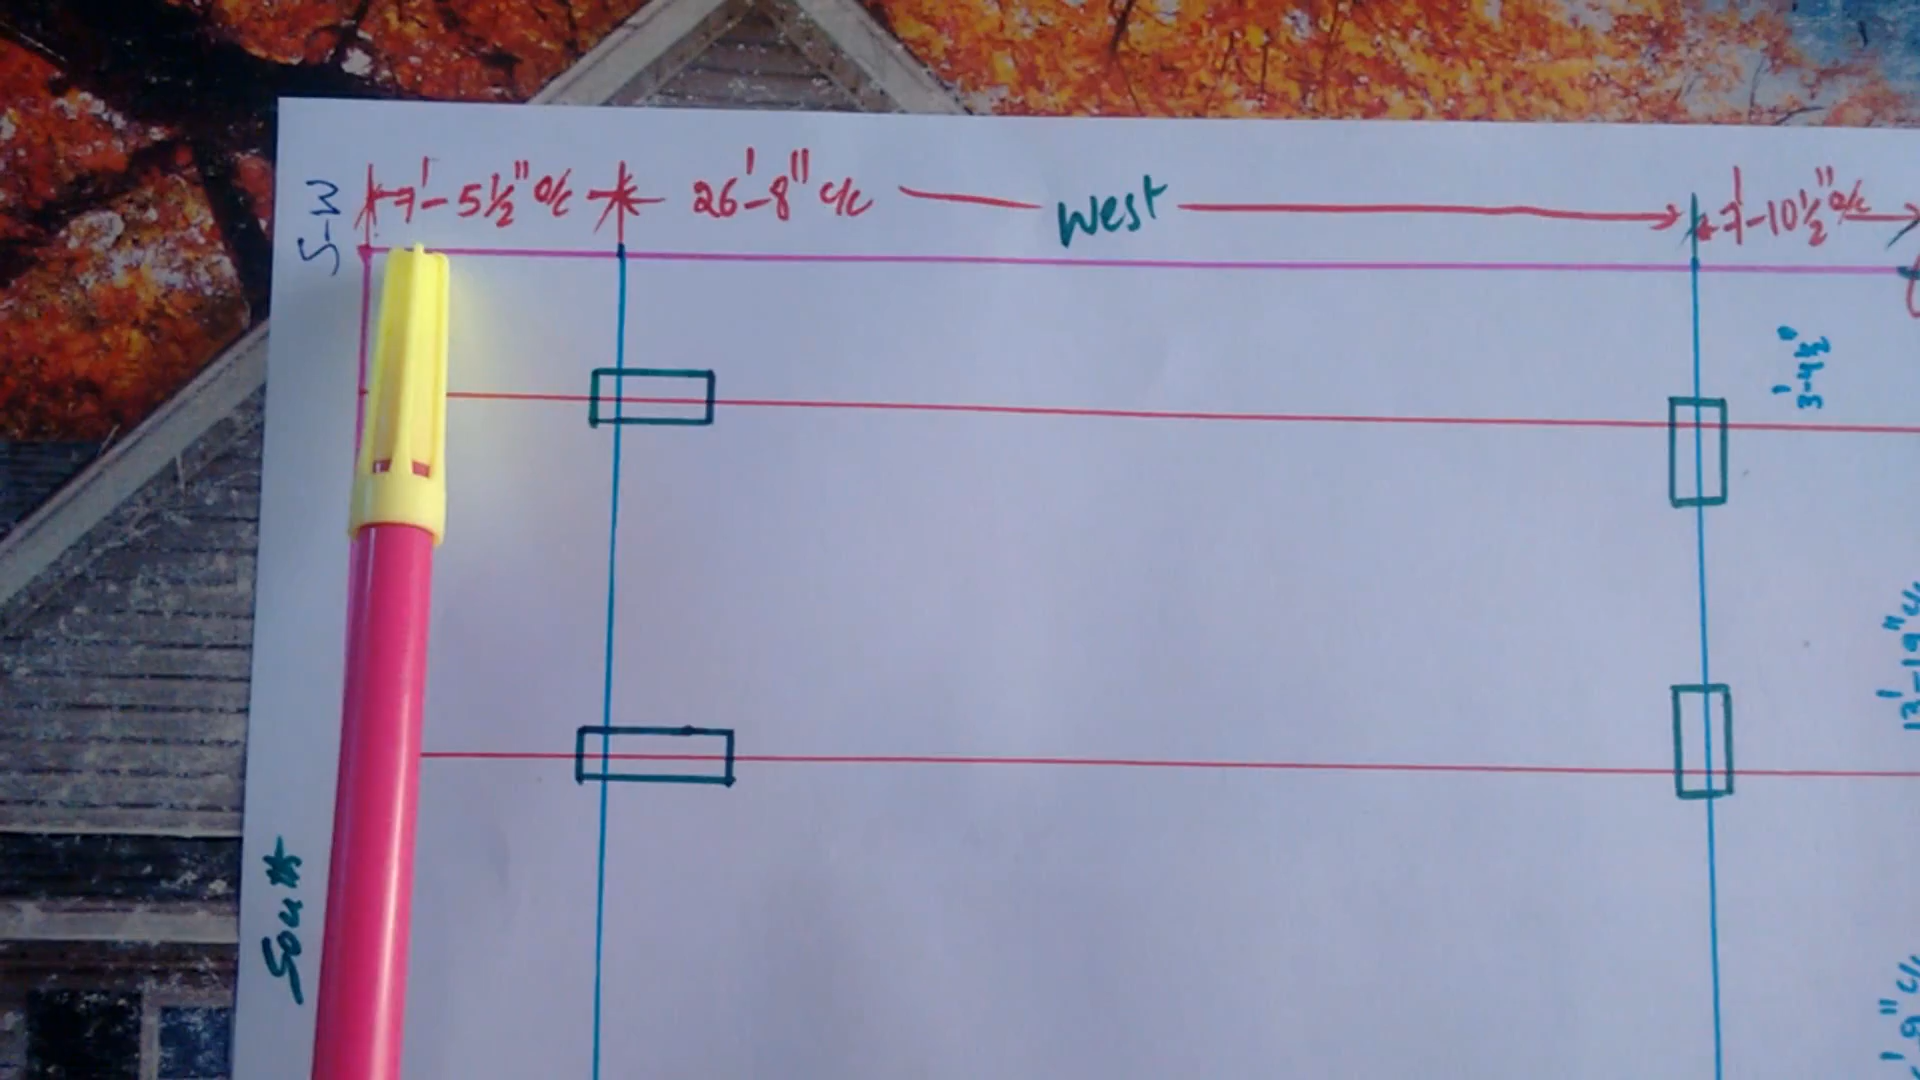 S-W
7'-5½" o/c
26'-8" c/c
West
7'-10½" o/c
3'-4½"
South